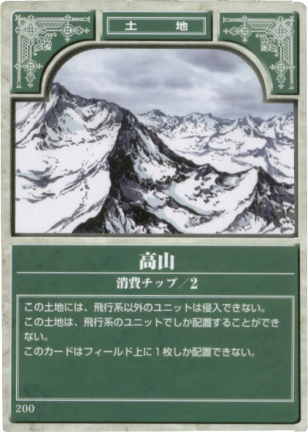 土地
高山
消費チップ／2
この土地には、飛行系以外のユニットは侵入できない。
この土地は、飛行系のユニットでしか配置することができ
ない。
このカードはフィールド上に1枚しか配置できない。
200